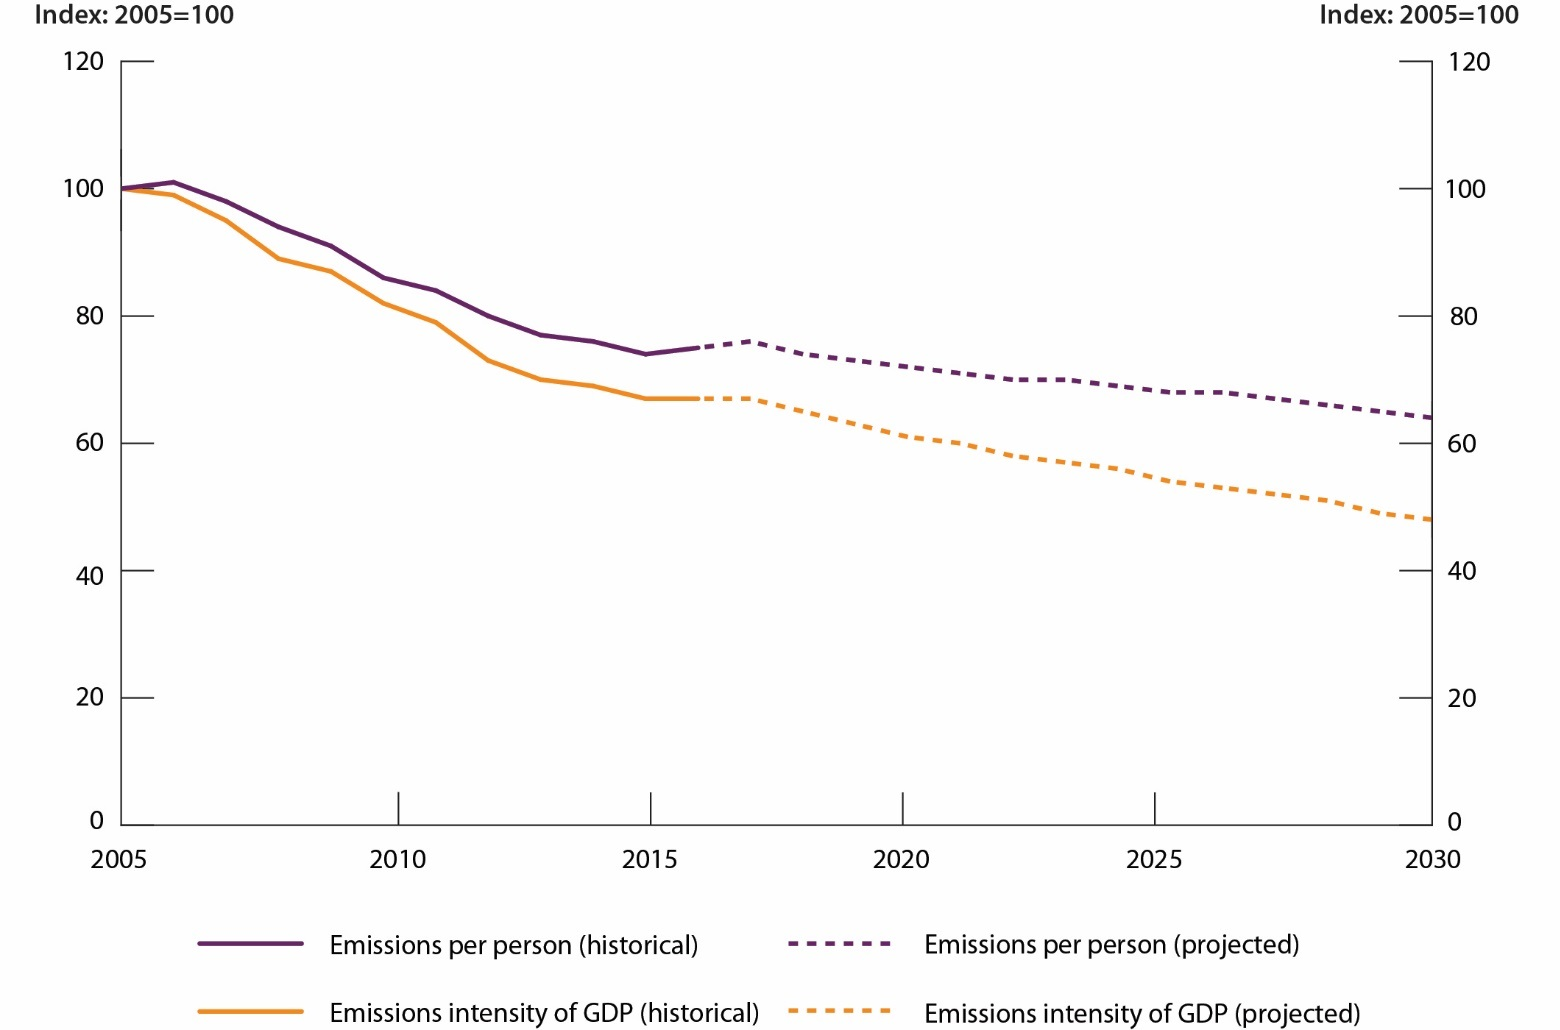 Index: 2005=100 Index: 2005=100
120 120
100 100
80 80
60 60
40 40
20 20
0 0
2005 2010 2015 2020 2025 2030
Emissions per person (historical) Emissions per person (projected)
Emissions intensity of GDP (historical) Emissions intensity of GDP (projected)